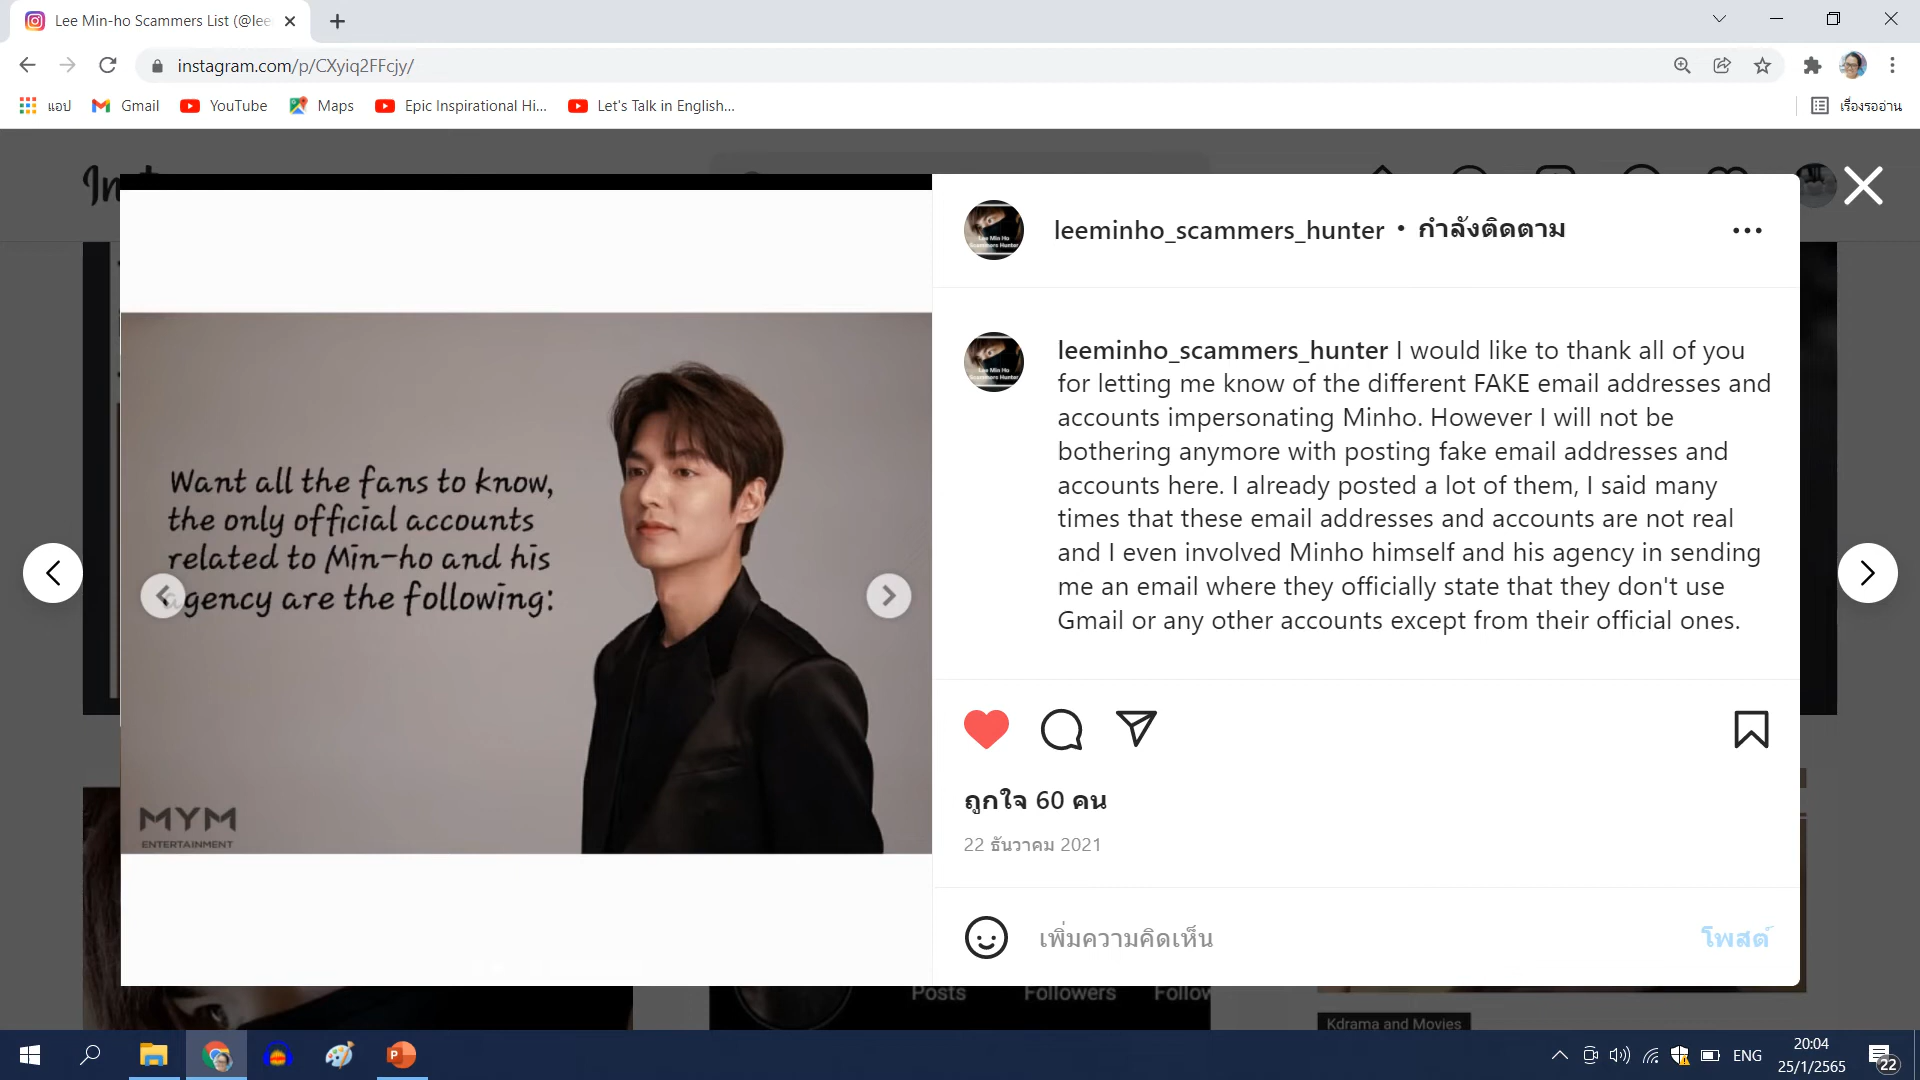 Lee Min-ho Scammers List (@lee
instagram.com/p/CXyiq2FFcjy/
แอป
Gmail
YouTube
Maps
Epic Inspirational Hi...
Let's Talk in English...
เรื่องรออ่าน
Want all the fans to know,
the only official accounts
related to Min-ho and his
agency are the following:
MYM
ENTERTAINMENT
leeminho_scammers_hunter • กำลังติดตาม
leeminho_scammers_hunter I would like to thank all of you
for letting me know of the different FAKE email addresses and
accounts impersonating Minho. However I will not be
bothering anymore with posting fake email addresses and
accounts here. I already posted a lot of them, I said many
times that these email addresses and accounts are not real
and I even involved Minho himself and his agency in sending
me an email where they officially state that they don't use
Gmail or any other accounts except from their official ones.
ถูกใจ 60 คน
22 ธันวาคม 2021
เพิ่มความคิดเห็น
โพสต์
Posts
Followers
Kdrama and Movies
ENG
20:04
25/1/2565
22